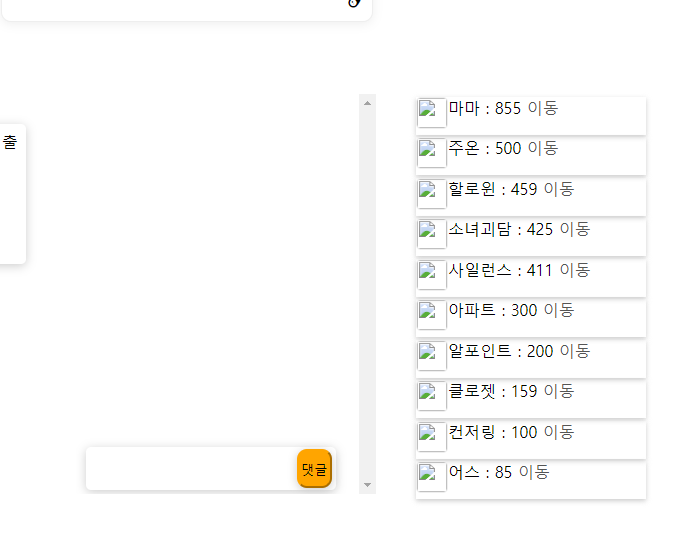 출
댓글
마마 : 855 이동
주온 : 500 이동
할로윈 : 459 이동
소녀괴담 : 425 이동
사일런스 : 411 이동
아파트 : 300 이동
알포인트 : 200 이동
클로젯 : 159 이동
컨저링 : 100 이동
어스 : 85 이동